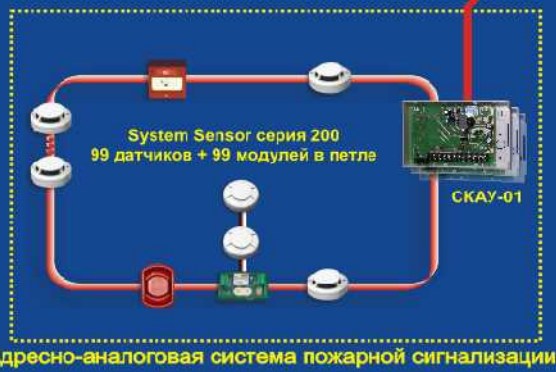 System Sensor серия 200
99 датчиков + 99 модулей в петле
СКАУ-01
дресно-аналоговая система пожарной сигнализации